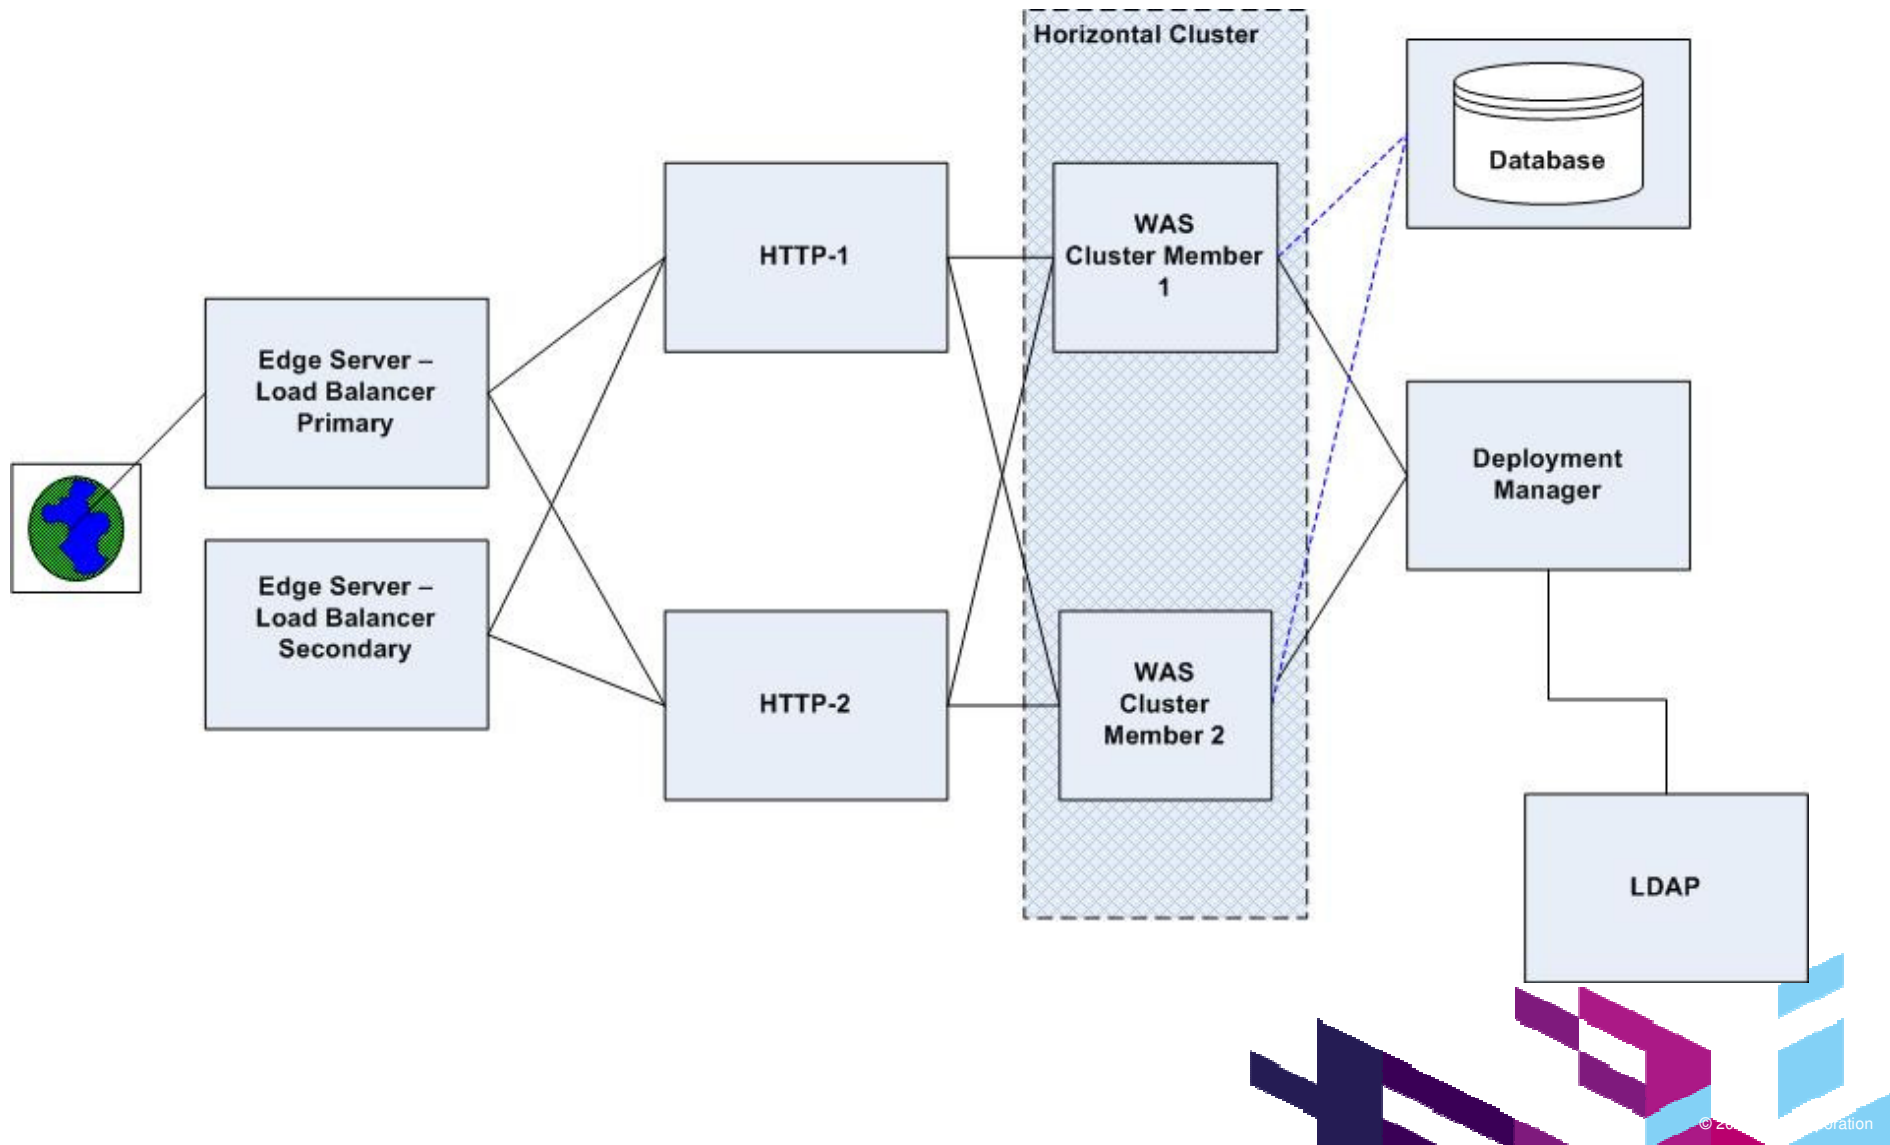 Horizontal Cluster
Database
HTTP-1
WAS
Cluster Member
1
Edge Server –
Load Balancer
Primary
Deployment
Manager
Edge Server –
Load Balancer
Secondary
HTTP-2
WAS
Cluster
Member 2
LDAP
©